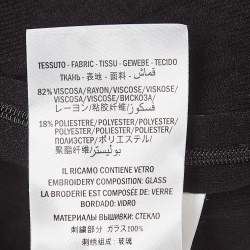 TESSUTO - FABRIC - TISSU - GEWEBE - TECIDO
ТКАНЬ - 表地 - 面料 - قماش
82% VISCOSA/RAYON/VISCOSE/VISKOSE/
VISCOSE/VISCOSA/ВИСКОЗА/
レーヨン/粘胶纤维/فسكوز
18% POLIESTERE/POLYESTER/POLYESTER/
POLYESTER/POLIESTER/POLIÉSTER/
ПОЛИЭСТЕР/ポリエステル/
聚酯纤维/بوليستر
IL RICAMO CONTIENE VETRO
EMBROIDERY COMPOSITION: GLASS
LA BRODERIE EST COMPOSÉE DE VERRE
BORDADO: VIDRO
МАТЕРИАЛЫ ВЫШИВКИ: СТЕКЛО
刺繍部分 ガラス100%
刺绣组成: 玻璃